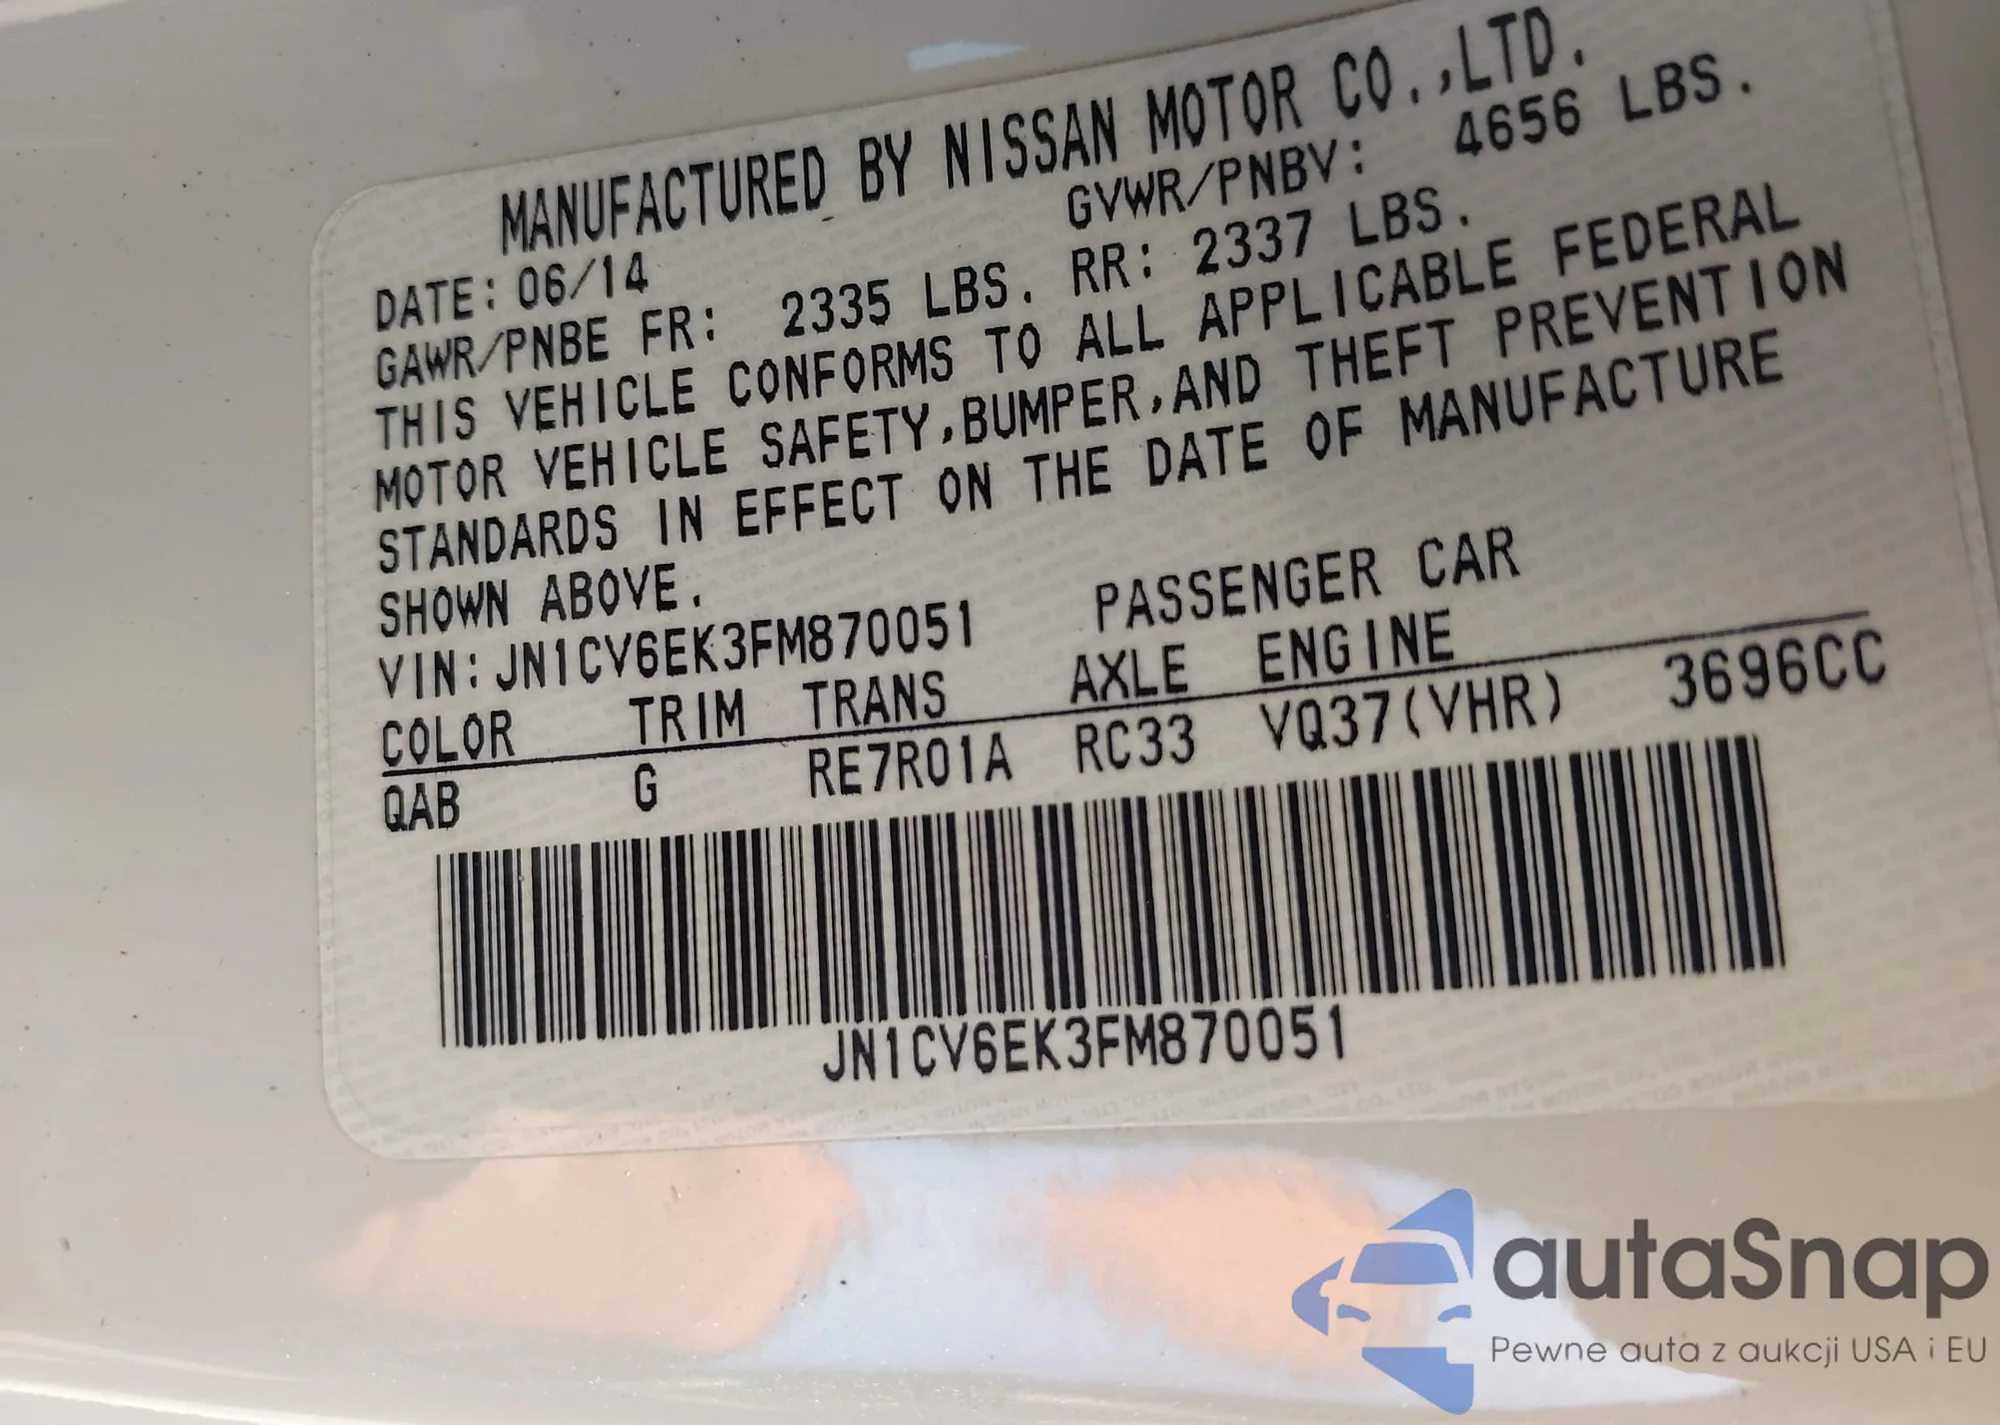 MANUFACTURED BY NISSAN MOTOR CO.,LTD.
DATE: 06/14 GVWR/PNBV: 4656 LBS.
GAWR/PNBE FR: 2335 LBS. RR: 2337 LBS.
THIS VEHICLE CONFORMS TO ALL APPLICABLE FEDERAL
MOTOR VEHICLE SAFETY,BUMPER,AND THEFT PREVENTION
STANDARDS IN EFFECT ON THE DATE OF MANUFACTURE
SHOWN ABOVE.
VIN:JN1CV6EK3FM870051 PASSENGER CAR
COLOR TRIM TRANS AXLE ENGINE
QAB G RE7R01A RC33 VQ37(VHR) 3696CC
JN1CV6EK3FM870051
autaSnap
Pewne auta z aukcji USA i EU